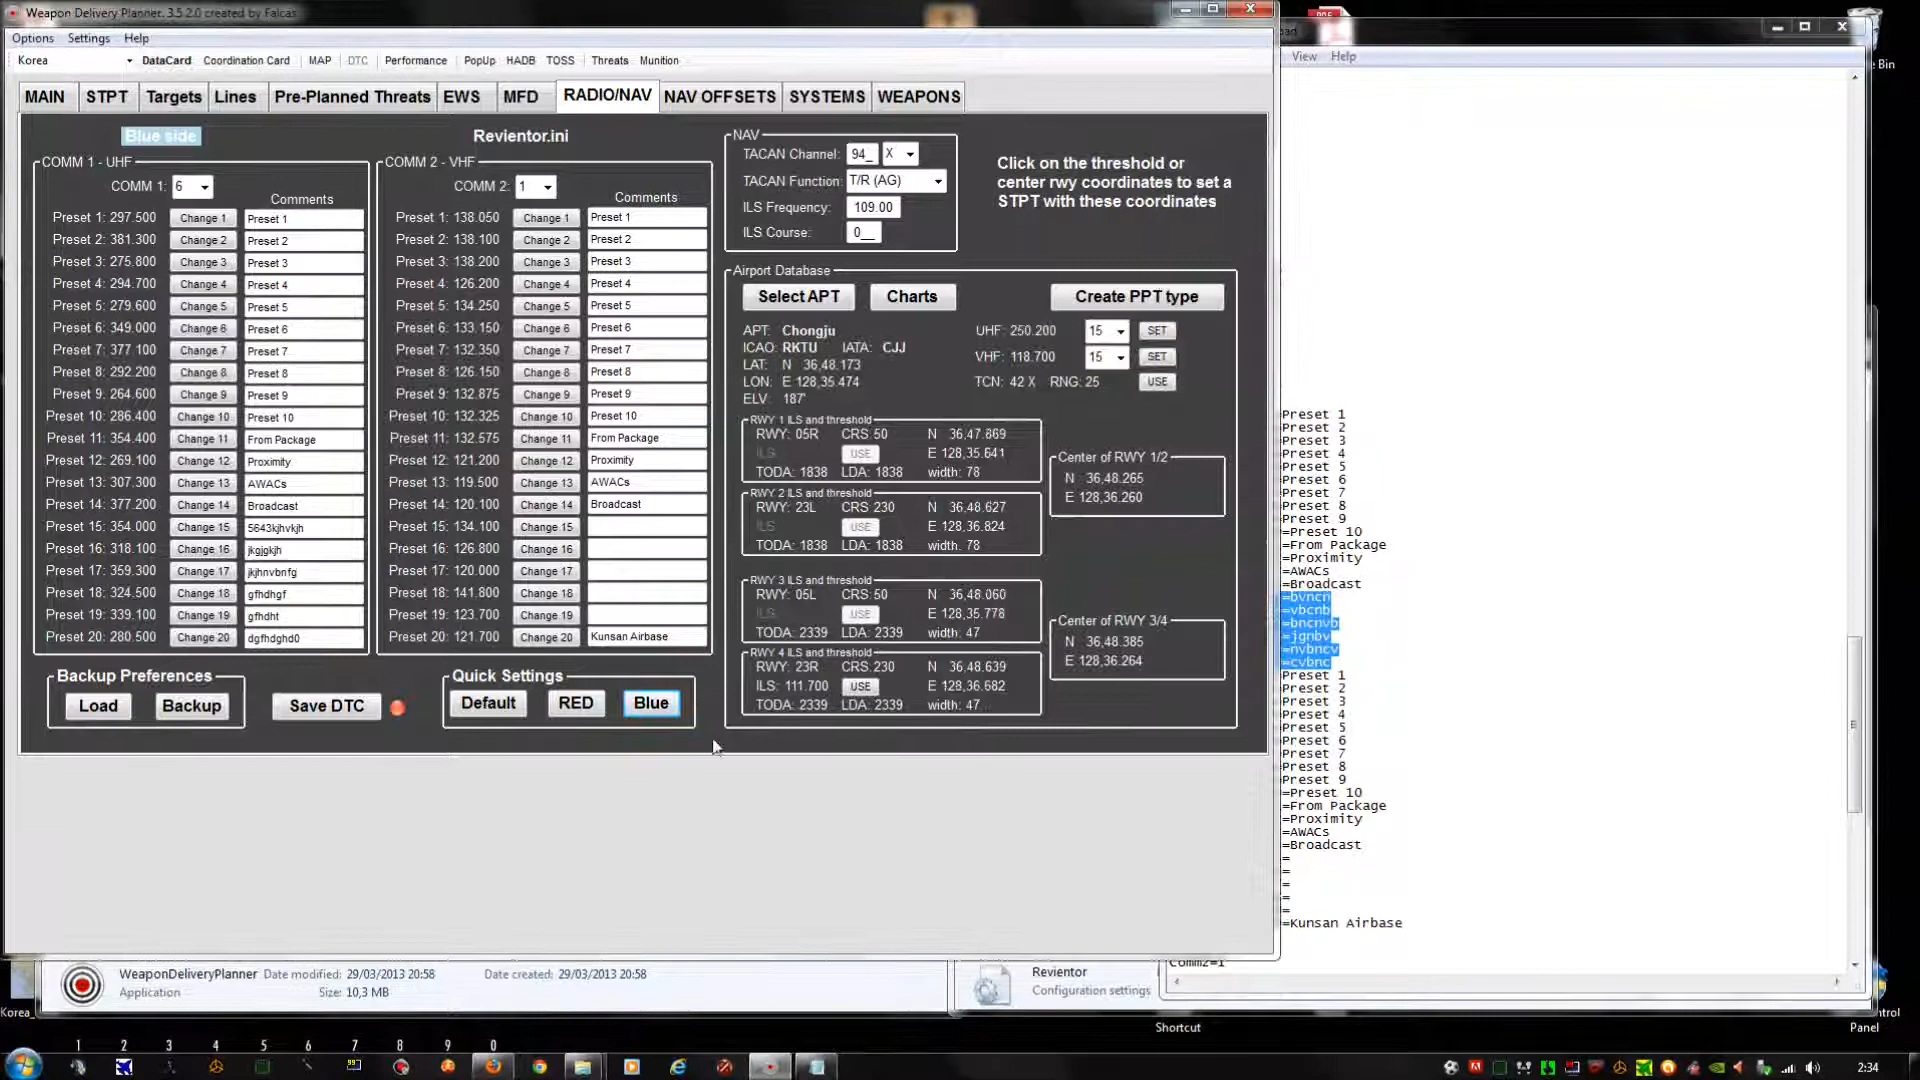 Weapon Delivery Planner. 3.5.2.0 created by Falcas
Options Settings Help
Korea DataCard Coordination Card MAP DTC Performance PopUp HADB TOSS Threats Munition
MAIN STPT Targets Lines Pre-Planned Threats EWS MFD RADIO/NAV NAV OFFSETS SYSTEMS WEAPONS
Blue side
Revientor.ini
COMM 1 - UHF
COMM 1: 6
Comments
Preset 1: 297.500 Change 1 Preset 1
Preset 2: 381.300 Change 2 Preset 2
Preset 3: 275.800 Change 3 Preset 3
Preset 4: 294.700 Change 4 Preset 4
Preset 5: 279.600 Change 5 Preset 5
Preset 6: 349.000 Change 6 Preset 6
Preset 7: 377.100 Change 7 Preset 7
Preset 8: 292.200 Change 8 Preset 8
Preset 9: 264.600 Change 9 Preset 9
Preset 10: 286.400 Change 10 Preset 10
Preset 11: 354.400 Change 11 From Package
Preset 12: 269.100 Change 12 Proximity
Preset 13: 307.300 Change 13 AWACs
Preset 14: 377.200 Change 14 Broadcast
Preset 15: 354.000 Change 15 5643kjhvkjh
Preset 16: 318.100 Change 16 jkgjgkjh
Preset 17: 359.300 Change 17 jkjhnvbnfg
Preset 18: 324.500 Change 18 gfhdhgf
Preset 19: 339.100 Change 19 gfhdht
Preset 20: 280.500 Change 20 dgfhdghd0
COMM 2 - VHF
COMM 2: 1
Comments
Preset 1: 138.050 Change 1 Preset 1
Preset 2: 138.100 Change 2 Preset 2
Preset 3: 138.200 Change 3 Preset 3
Preset 4: 126.200 Change 4 Preset 4
Preset 5: 134.250 Change 5 Preset 5
Preset 6: 133.150 Change 6 Preset 6
Preset 7: 132.350 Change 7 Preset 7
Preset 8: 126.150 Change 8 Preset 8
Preset 9: 132.875 Change 9 Preset 9
Preset 10: 132.325 Change 10 Preset 10
Preset 11: 132.575 Change 11 From Package
Preset 12: 121.200 Change 12 Proximity
Preset 13: 119.500 Change 13 AWACs
Preset 14: 120.100 Change 14 Broadcast
Preset 15: 134.100 Change 15
Preset 16: 126.800 Change 16
Preset 17: 120.000 Change 17
Preset 18: 141.800 Change 18
Preset 19: 123.700 Change 19
Preset 20: 121.700 Change 20 Kunsan Airbase
Backup Preferences
Load Backup
Save DTC
Quick Settings
Default RED Blue
NAV
TACAN Channel: 94_ X
TACAN Function: T/R (AG)
ILS Frequency: 109.00
ILS Course: 0__
Click on the threshold or
center rwy coordinates to set a
STPT with these coordinates
Airport Database
Select APT Charts Create PPT type
APT: Chongju
ICAO: RKTU IATA: CJJ
LAT: N 36,48.173
LON: E 128,35.474
ELV: 187'
UHF: 250.200 15 SET
VHF: 118.700 15 SET
TCN: 42 X RNG: 25 USE
RWY 1 ILS and threshold
RWY: 05R CRS: 50 N 36,47.869
ILS: USE E 128,35.641
TODA: 1838 LDA: 1838 width: 78
RWY 2 ILS and threshold
RWY: 23L CRS: 230 N 36,48.627
ILS: USE E 128,36.824
TODA: 1838 LDA: 1838 width: 78
Center of RWY 1/2
N 36,48.265
E 128,36.260
RWY 3 ILS and threshold
RWY: 05L CRS: 50 N 36,48.060
ILS: USE E 128,35.778
TODA: 2339 LDA: 2339 width: 47
RWY 4 ILS and threshold
RWY: 23R CRS: 230 N 36,48.639
ILS: 111.700 USE E 128,36.682
TODA: 2339 LDA: 2339 width: 47
Center of RWY 3/4
N 36,48.385
E 128,36.264
View Help
Preset 1
Preset 2
Preset 3
Preset 4
Preset 5
Preset 6
Preset 7
Preset 8
Preset 9
=Preset 10
=From Package
=Proximity
=AWACs
=Broadcast
=bvncn
=vbcnb
=bncnvb
=jgnbv
=nvbncv
=cvbnc
Preset 1
Preset 2
Preset 3
Preset 4
Preset 5
Preset 6
Preset 7
Preset 8
Preset 9
=Preset 10
=From Package
=Proximity
=AWACs
=Broadcast
=
=
=
=
=
=Kunsan Airbase
Comm2=1
e Bin
WeaponDeliveryPlanner Date modified: 29/03/2013 20:58 Date created: 29/03/2013 20:58
Application Size: 10,3 MB
Revientor
Configuration settings
Korea_
Shortcut
Panel
1 2 3 4 5 6 7 8 9 0
2:34